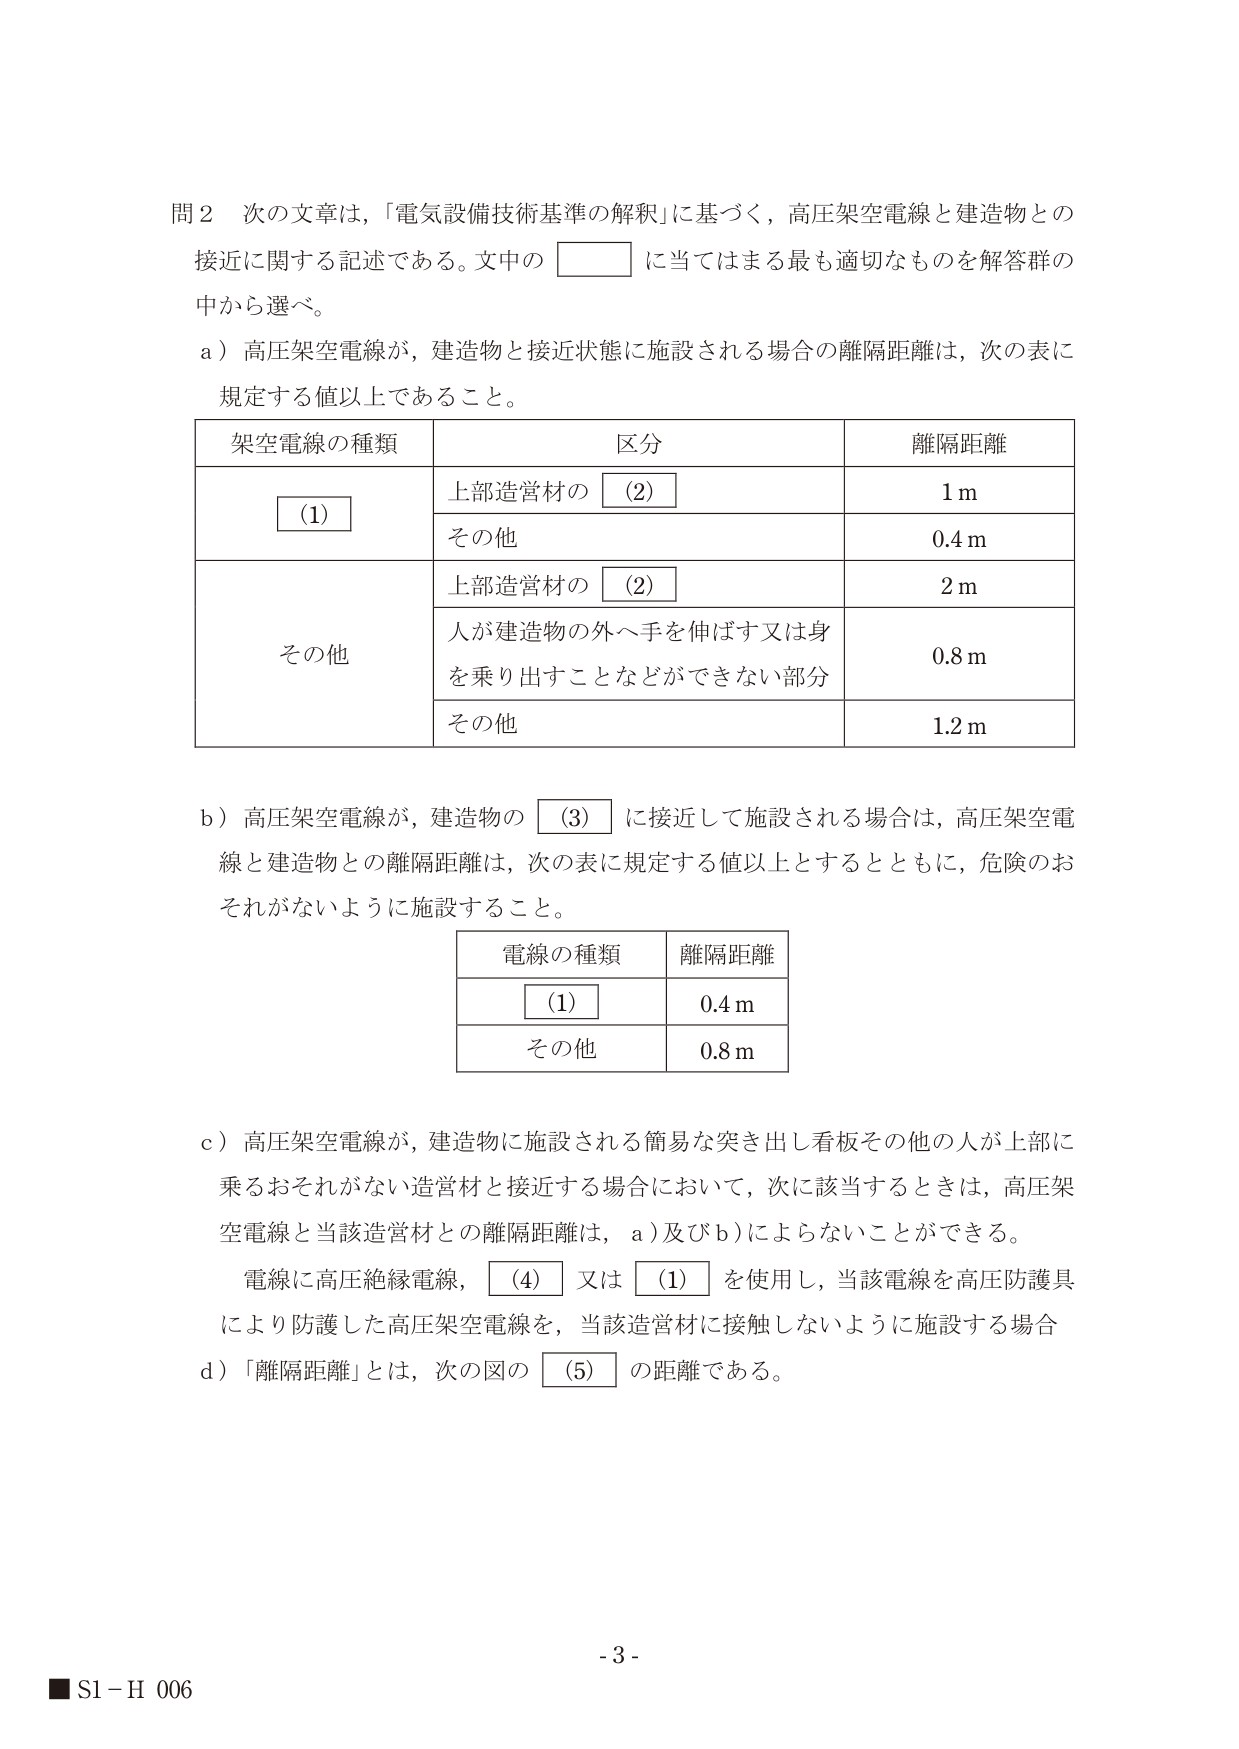 問２　次の文章は，「電気設備技術基準の解釈」に基づく，高圧架空電線と建造物との
接近に関する記述である。文中の　　　に当てはまる最も適切なものを解答群の
中から選べ。
a）高圧架空電線が，建造物と接近状態に施設される場合の離隔距離は，次の表に
規定する値以上であること。
架空電線の種類　区分　離隔距離
（1）　上部造営材の（2）　1 m
その他　0.4 m
その他　上部造営材の（2）　2 m
人が建造物の外へ手を伸ばす又は身
を乗り出すことなどができない部分　0.8 m
その他　1.2 m
b）高圧架空電線が，建造物の（3）に接近して施設される場合は，高圧架空電
線と建造物との離隔距離は，次の表に規定する値以上とするとともに，危険のお
それがないように施設すること。
電線の種類　離隔距離
（1）　0.4 m
その他　0.8 m
c）高圧架空電線が，建造物に施設される簡易な突き出し看板その他の人が上部に
乗るおそれがない造営材と接近する場合において，次に該当するときは，高圧架
空電線と当該造営材との離隔距離は，a）及びb）によらないことができる。
電線に高圧絶縁電線，（4）又は（1）を使用し，当該電線を高圧防護具
により防護した高圧架空電線を，当該造営材に接触しないように施設する場合
d）「離隔距離」とは，次の図の（5）の距離である。
- 3 -
■ S1－H 006